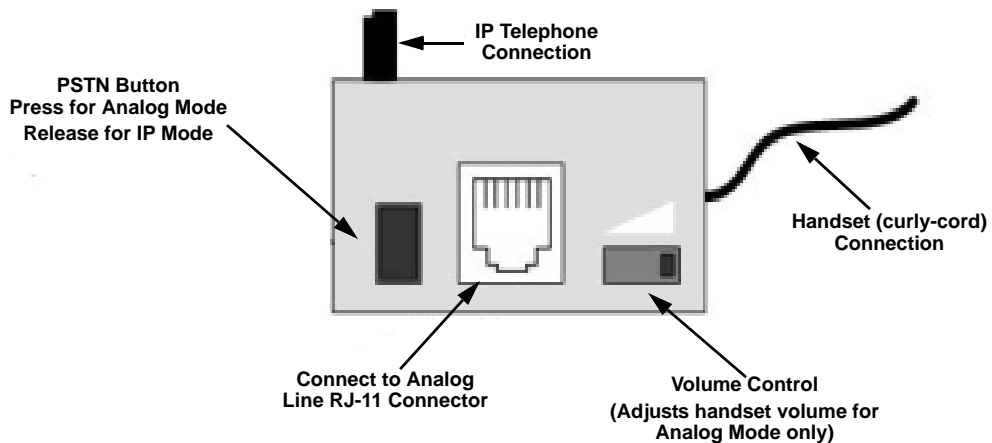 IP Telephone
Connection
PSTN Button
Press for Analog Mode
Release for IP Mode
Handset (curly-cord)
Connection
Connect to Analog
Line RJ-11 Connector
Volume Control
(Adjusts handset volume for
Analog Mode only)